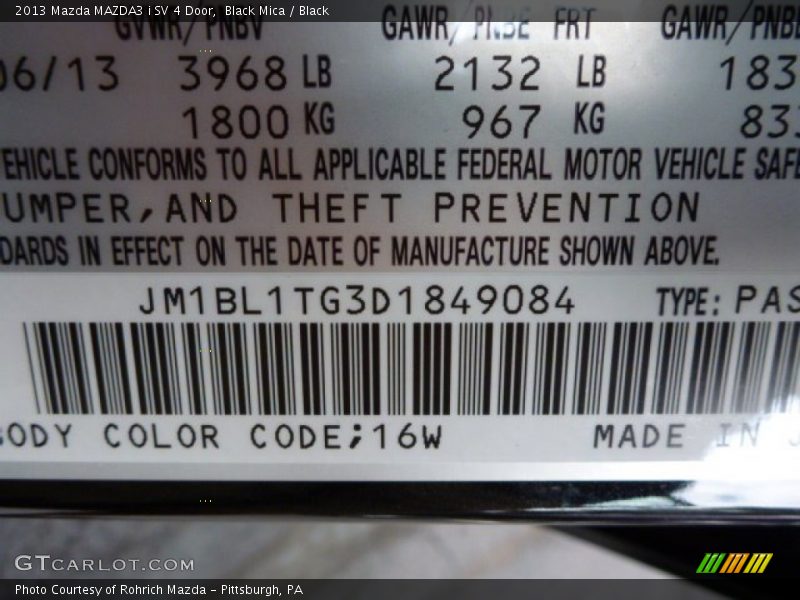 2013 Mazda MAZDA3 i SV 4 Door, Black Mica / Black
GVWR/PNBV GAWR/PNBE FRT GAWR/PNBE
06/13 3968 LB 2132 LB 183
1800 KG 967 KG 833
EHICLE CONFORMS TO ALL APPLICABLE FEDERAL MOTOR VEHICLE SAFE
UMPER,AND THEFT PREVENTION
DARDS IN EFFECT ON THE DATE OF MANUFACTURE SHOWN ABOVE.
JM1BL1TG3D1849084 TYPE: PAS
BODY COLOR CODE;16W MADE IN J
GTCARLOT.COM
Photo Courtesy of Rohrich Mazda - Pittsburgh, PA